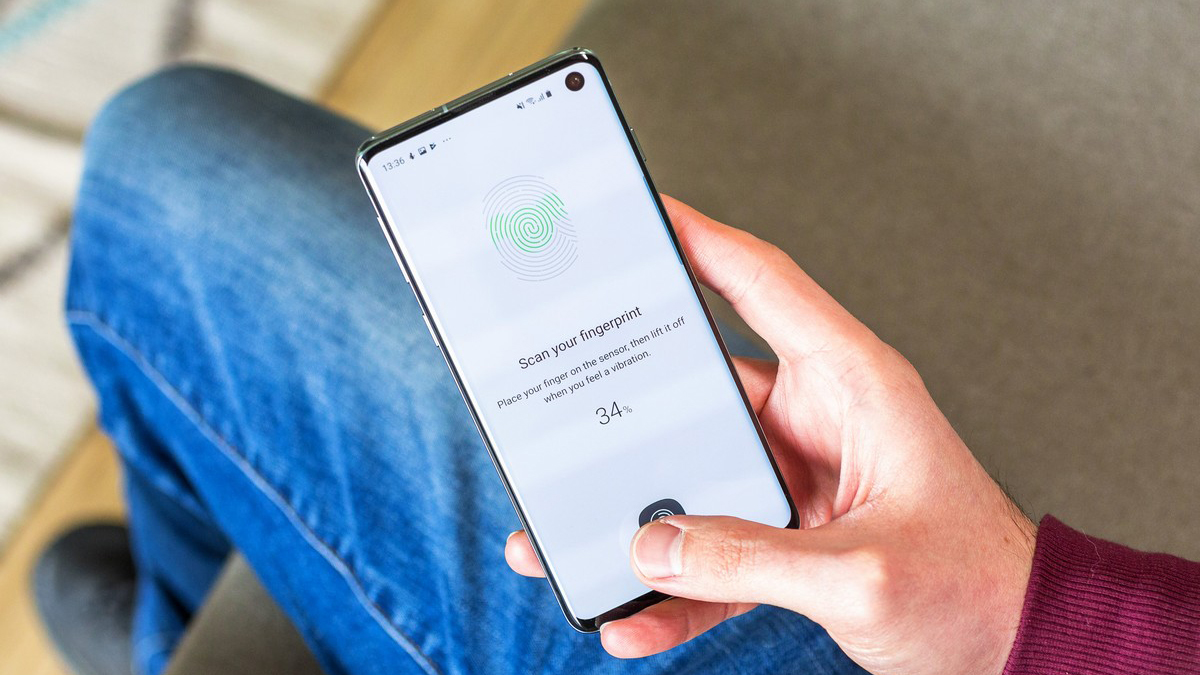 13:36
Scan your fingerprint
Place your finger on the sensor, then lift it off
when you feel a vibration.
34%